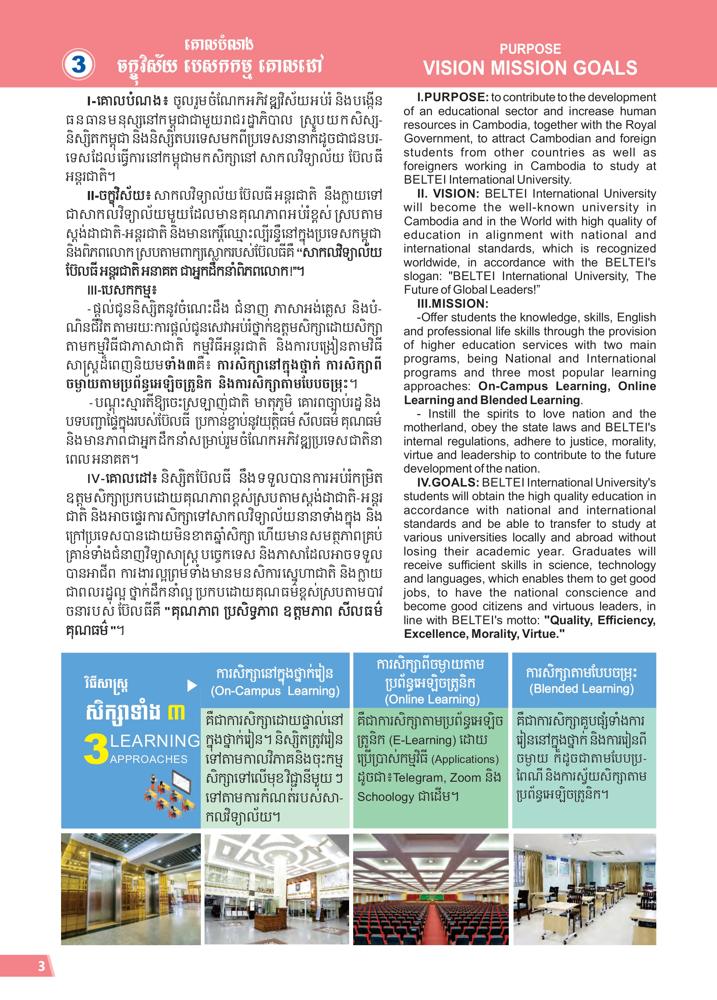 3
គោលបំណង
ចក្ខុវិស័យ បេសកកម្ម គោលដៅ
PURPOSE
VISION MISSION GOALS
I-គោលបំណង៖ ចូលរួមចំណែកអភិវឌ្ឍវិស័យអប់រំ និងបង្កើន
ធនធានមនុស្សនៅកម្ពុជាជាមួយរាជរដ្ឋាភិបាល ស្រូបយកសិស្ស-
និស្សិតកម្ពុជា និងនិស្សិតបរទេសមកពីប្រទេសនានាក៏ដូចជាជនបរ-
ទេសដែលធ្វើការនៅកម្ពុជាមកសិក្សានៅ សាកលវិទ្យាល័យ ប៊ែលធី
អន្តរជាតិ។
II-ចក្ខុវិស័យ៖ សាកលវិទ្យាល័យ ប៊ែលធី អន្តរជាតិ នឹងក្លាយទៅ
ជាសាកលវិទ្យាល័យមួយដែលមានគុណភាពអប់រំខ្ពស់ ស្របតាម
ស្តង់ដាជាតិ-អន្តរជាតិ និងមានកេរ្តិ៍ឈ្មោះល្បីរន្ទឺនៅក្នុងប្រទេសកម្ពុជា
និងពិភពលោក ស្របតាមពាក្យស្លោករបស់ប៊ែលធីគឺ “សាកលវិទ្យាល័យ
ប៊ែលធី អន្តរជាតិ អនាគត ជាអ្នកដឹកនាំពិភពលោក!”។
III-បេសកកម្ម៖
-ផ្តល់ជូននិស្សិតនូវចំណេះដឹង ជំនាញ ភាសាអង់គ្លេស និងបំ-
ណិនជីវិត តាមរយៈការផ្តល់ជូនសេវាអប់រំថ្នាក់ឧត្តមសិក្សាដោយសិក្សា
តាមកម្មវិធីជាភាសាជាតិ កម្មវិធីអន្តរជាតិ និងការបង្រៀនតាមវិធី
សាស្ត្រដ៏ពេញនិយមទាំង៣គឺ៖ ការសិក្សានៅក្នុងថ្នាក់ ការសិក្សាពី
ចម្ងាយតាមប្រព័ន្ធអេឡិចត្រូនិក និងការសិក្សាតាមបែបចម្រុះ។
-បណ្តុះស្មារតីឱ្យចេះស្រឡាញ់ជាតិ មាតុភូមិ គោរពច្បាប់រដ្ឋ និង
បទបញ្ជាផ្ទៃក្នុងរបស់ប៊ែលធី ប្រកាន់ខ្ជាប់នូវយុត្តិធម៌ សីលធម៌ គុណធម៌
និងមានភាពជាអ្នកដឹកនាំសម្រាប់រួមចំណែកអភិវឌ្ឍប្រទេសជាតិនា
ពេលអនាគត។
IV-គោលដៅ៖ និស្សិតប៊ែលធី នឹងទទួលបានការអប់រំកម្រិត
ឧត្តមសិក្សាប្រកបដោយគុណភាពខ្ពស់ស្របតាមស្តង់ដាជាតិ-អន្តរ
ជាតិ និងអាចផ្ទេរការសិក្សាទៅសាកលវិទ្យាល័យនានាទាំងក្នុង និង
ក្រៅប្រទេសបានដោយមិនខាតឆ្នាំសិក្សា ហើយមានសមត្ថភាពគ្រប់
គ្រាន់ទាំងជំនាញវិទ្យាសាស្ត្រ បច្ចេកទេស និងភាសាដែលអាចទទួល
បានអាជីព ការងារល្អព្រមទាំងមានមនសិការស្នេហាជាតិ និងក្លាយ
ជាពលរដ្ឋល្អ ថ្នាក់ដឹកនាំល្អ ប្រកបដោយគុណធម៌ខ្ពស់ស្របតាមបាវ
ចនារបស់ ប៊ែលធីគឺ "គុណភាព ប្រសិទ្ធភាព ឧត្តមភាព សីលធម៌
គុណធម៌"។
I.PURPOSE: to contribute to the development
of an educational sector and increase human
resources in Cambodia, together with the Royal
Government, to attract Cambodian and foreign
students from other countries as well as
foreigners working in Cambodia to study at
BELTEI International University.
II. VISION: BELTEI International University
will become the well-known university in
Cambodia and in the World with high quality of
education in alignment with national and
international standards, which is recognized
worldwide, in accordance with the BELTEI's
slogan: "BELTEI International University, The
Future of Global Leaders!”
III.MISSION:
-Offer students the knowledge, skills, English
and professional life skills through the provision
of higher education services with two main
programs, being National and International
programs and three most popular learning
approaches: On-Campus Learning, Online
Learning and Blended Learning.
- Instill the spirits to love nation and the
motherland, obey the state laws and BELTEI's
internal regulations, adhere to justice, morality,
virtue and leadership to contribute to the future
development of the nation.
IV.GOALS: BELTEI International University's
students will obtain the high quality education in
accordance with national and international
standards and be able to transfer to study at
various universities locally and abroad without
losing their academic year. Graduates will
receive sufficient skills in science, technology
and languages, which enables them to get good
jobs, to have the national conscience and
become good citizens and virtuous leaders, in
line with BELTEI's motto: "Quality, Efficiency,
Excellence, Morality, Virtue."
វិធីសាស្ត្រ
សិក្សាទាំង ៣
3 LEARNING
APPROACHES
ការសិក្សានៅក្នុងថ្នាក់រៀន
(On-Campus Learning)
គឺជាការសិក្សាដោយផ្ទាល់នៅ
ក្នុងថ្នាក់រៀន។ និស្សិតត្រូវរៀន
ទៅតាមកាលវិភាគនិងចុះកម្ម
សិក្សាទៅលើមុខវិជ្ជានីមួយៗ
ទៅតាមការកំណត់របស់សា-
កលវិទ្យាល័យ។
ការសិក្សាពីចម្ងាយតាម
ប្រព័ន្ធអេឡិចត្រូនិក
(Online Learning)
គឺជាការសិក្សាតាមប្រព័ន្ធអេឡិច
ត្រូនិក (E-Learning) ដោយ
ប្រើប្រាស់កម្មវិធី (Applications)
ដូចជា៖Telegram, Zoom និង
Schoology ជាដើម។
ការសិក្សាតាមបែបចម្រុះ
(Blended Learning)
គឺជាការសិក្សាគួបផ្សំទាំងការ
រៀននៅក្នុងថ្នាក់ និងការរៀនពី
ចម្ងាយ ក៏ដូចជាតាមបែបប្រ-
ពៃណី និងការស្វ័យសិក្សាតាម
ប្រព័ន្ធអេឡិចត្រូនិក។
3